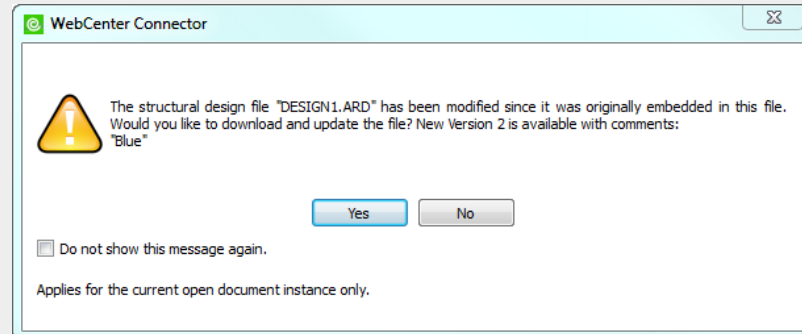 WebCenter Connector
The structural design file "DESIGN1.ARD" has been modified since it was originally embedded in this file.
Would you like to download and update the file? New Version 2 is available with comments:
"Blue"
Yes No
Do not show this message again.
Applies for the current open document instance only.